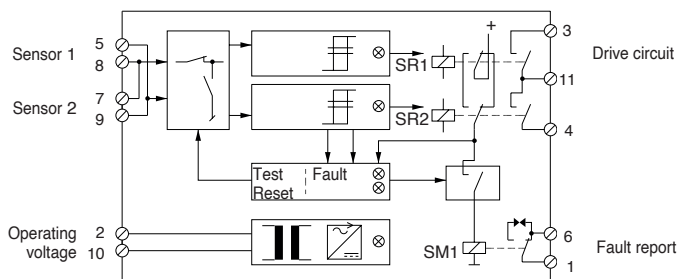 Sensor 1
5
8
Sensor 2
7
9
SR1
+
3
Drive circuit
11
SR2
4
Test
Reset
Fault
Operating
voltage
2
10
SM1
6
Fault report
1